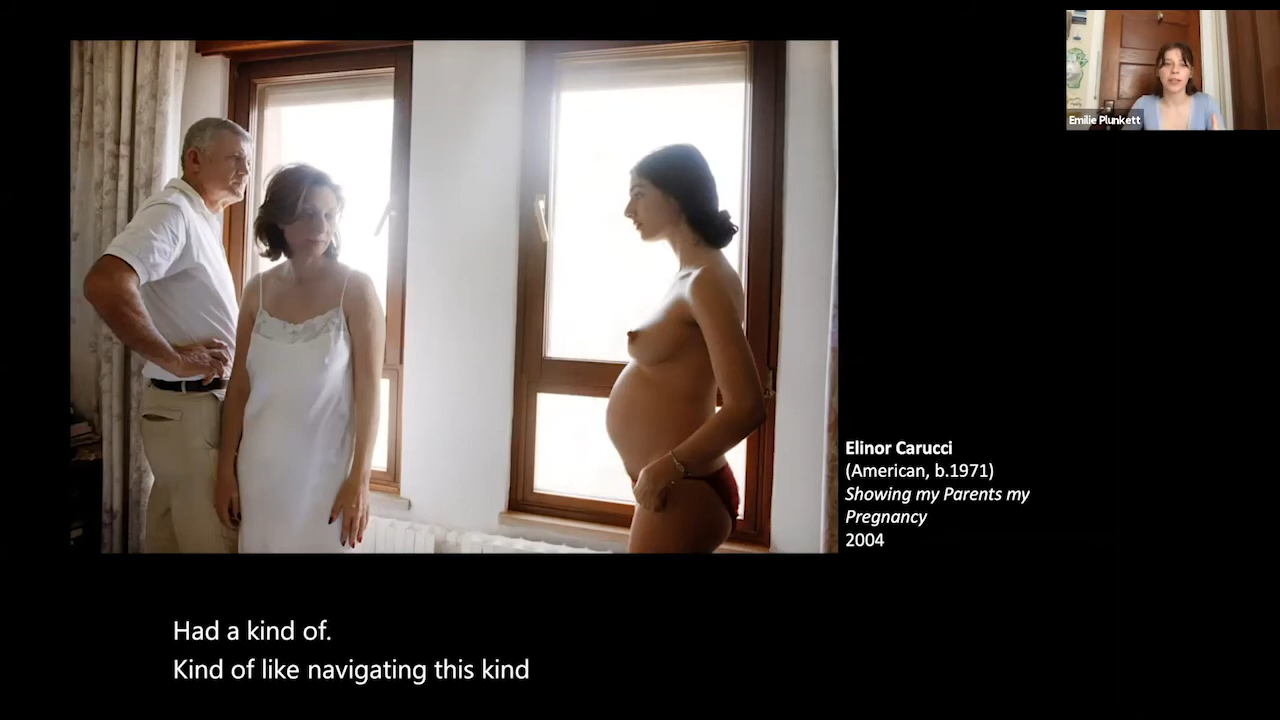 Emilie Plunkett
Elinor Carucci
(American, b.1971)
Showing my Parents my
Pregnancy
2004
Had a kind of.
Kind of like navigating this kind